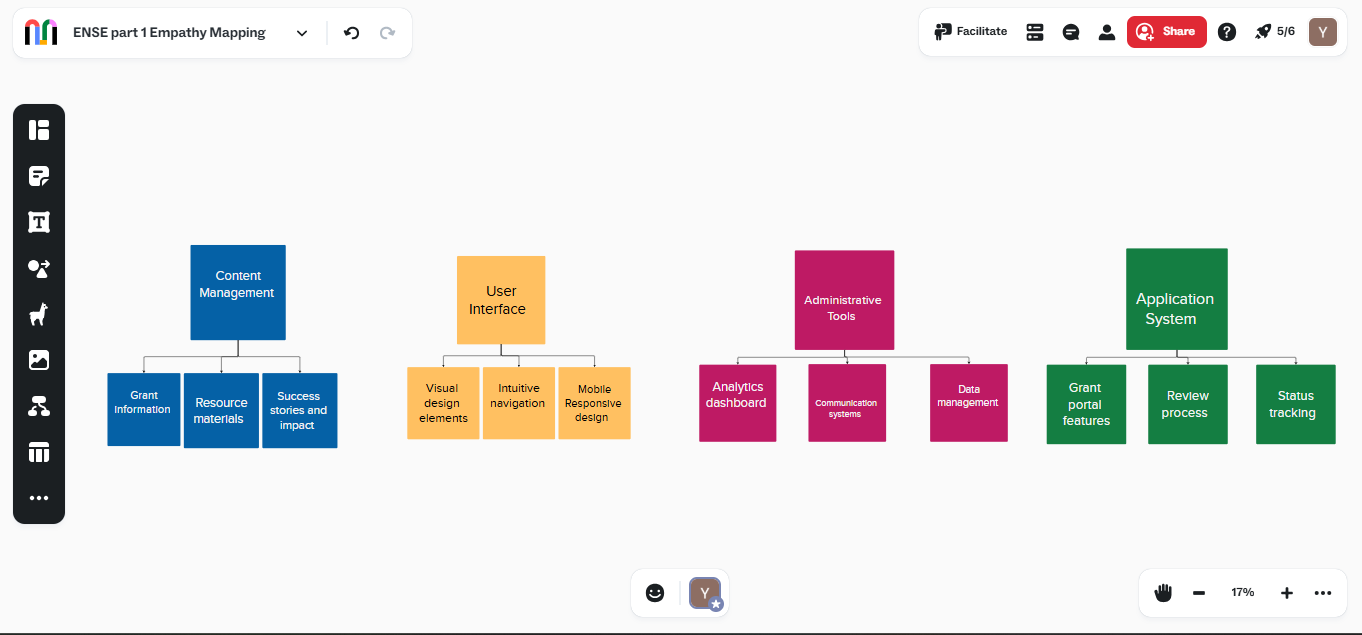 ENSE part 1 Empathy Mapping
Facilitate
Share
5/6
Y
Content
Management
Grant
information
Resource
materials
Success
stories and
impact
User
Interface
Visual
design
elements
Intuitive
navigation
Mobile
Responsive
design
Administrative
Tools
Analytics
dashboard
Communication
systems
Data
management
Application
System
Grant
portal
features
Review
process
Status
tracking
Y
17%